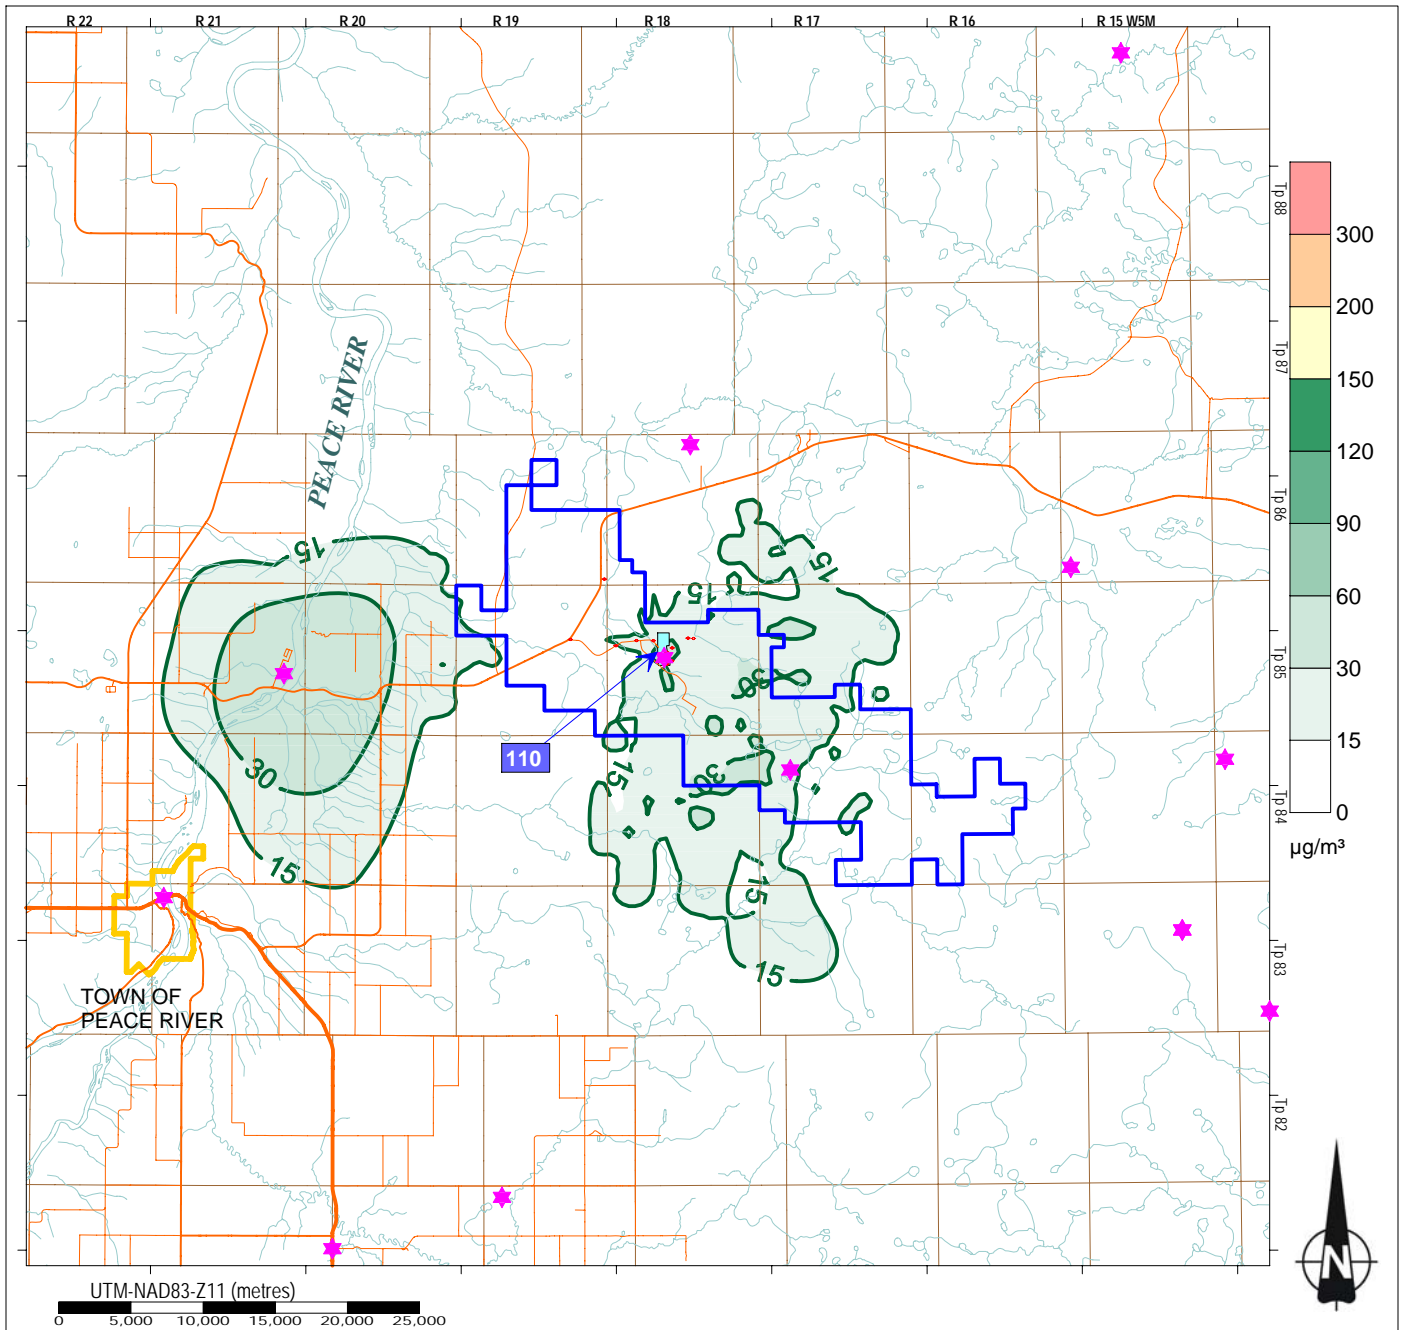 R 22 R 21 R 20 R 19 R 18 R 17 R 16 R 15 W5M
Tp 88
Tp 87
Tp 86
Tp 85
Tp 84
Tp 83
Tp 82
PEACE RIVER
15
30
15
15
15
30
15
30
15
15
110
TOWN OF
PEACE RIVER
300
200
150
120
90
60
30
15
0
µg/m³
N
UTM-NAD83-Z11 (metres)
0 5,000 10,000 15,000 20,000 25,000